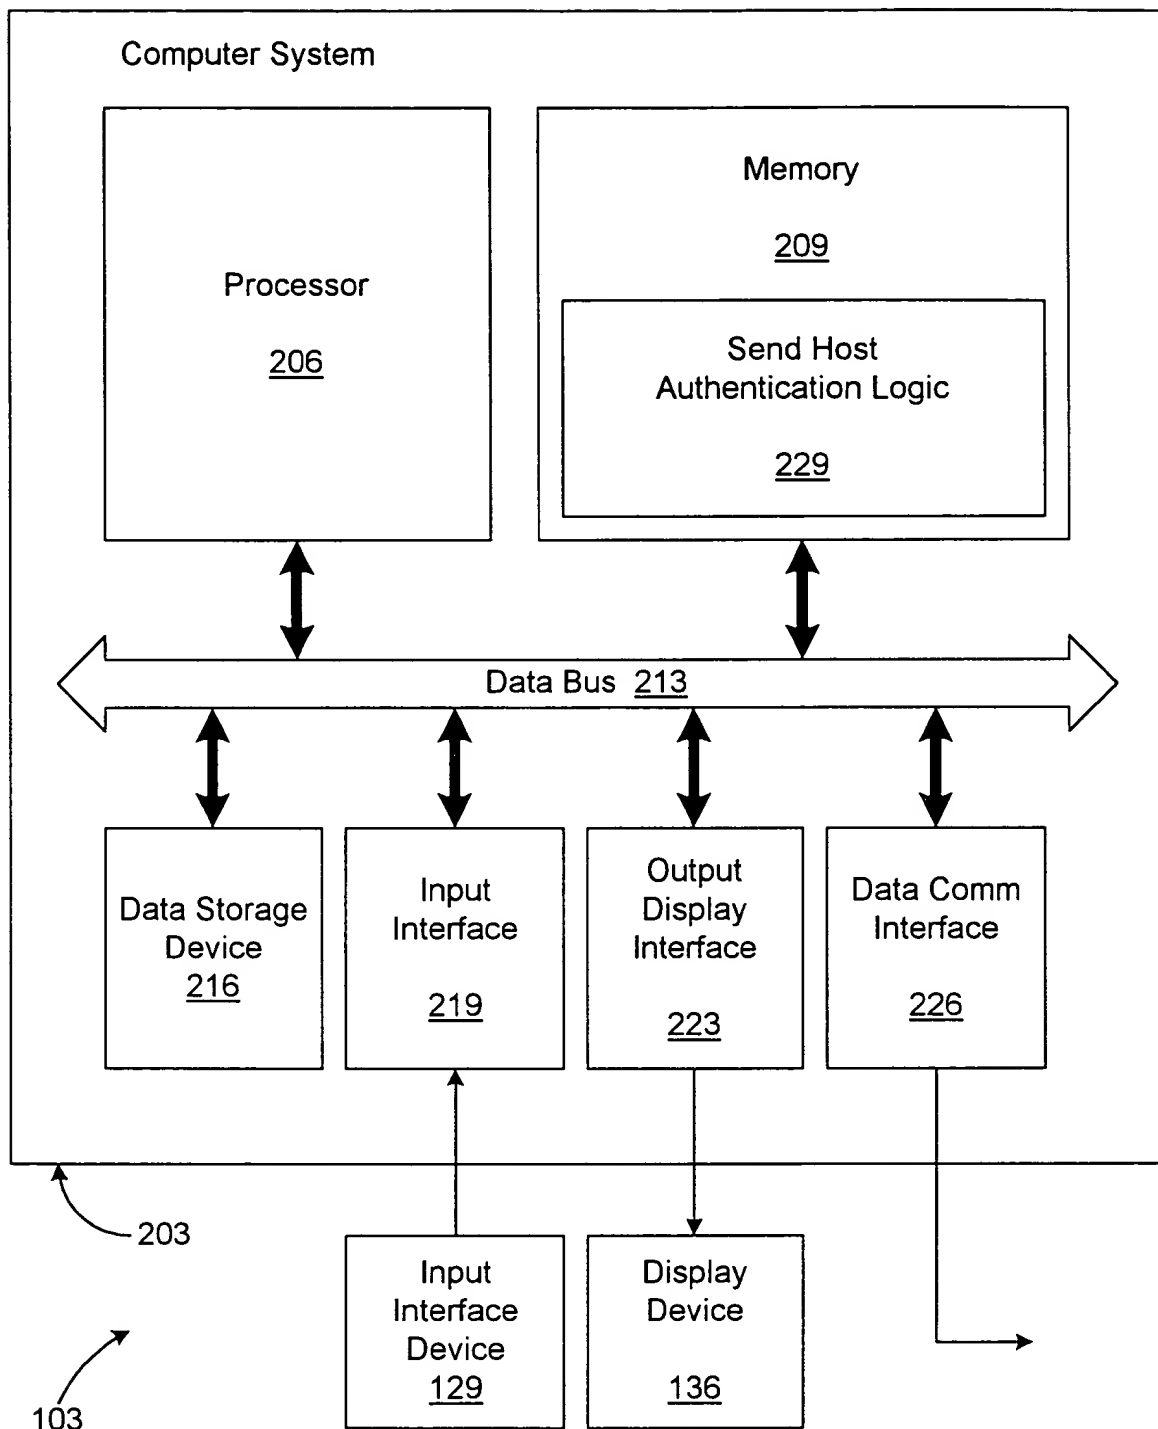 Computer System
Processor
206
Memory
209
Send Host
Authentication Logic
229
Data Bus 213
Data Storage
Device
216
Input
Interface
219
Output
Display
Interface
223
Data Comm
Interface
226
203
Input
Interface
Device
129
Display
Device
136
103